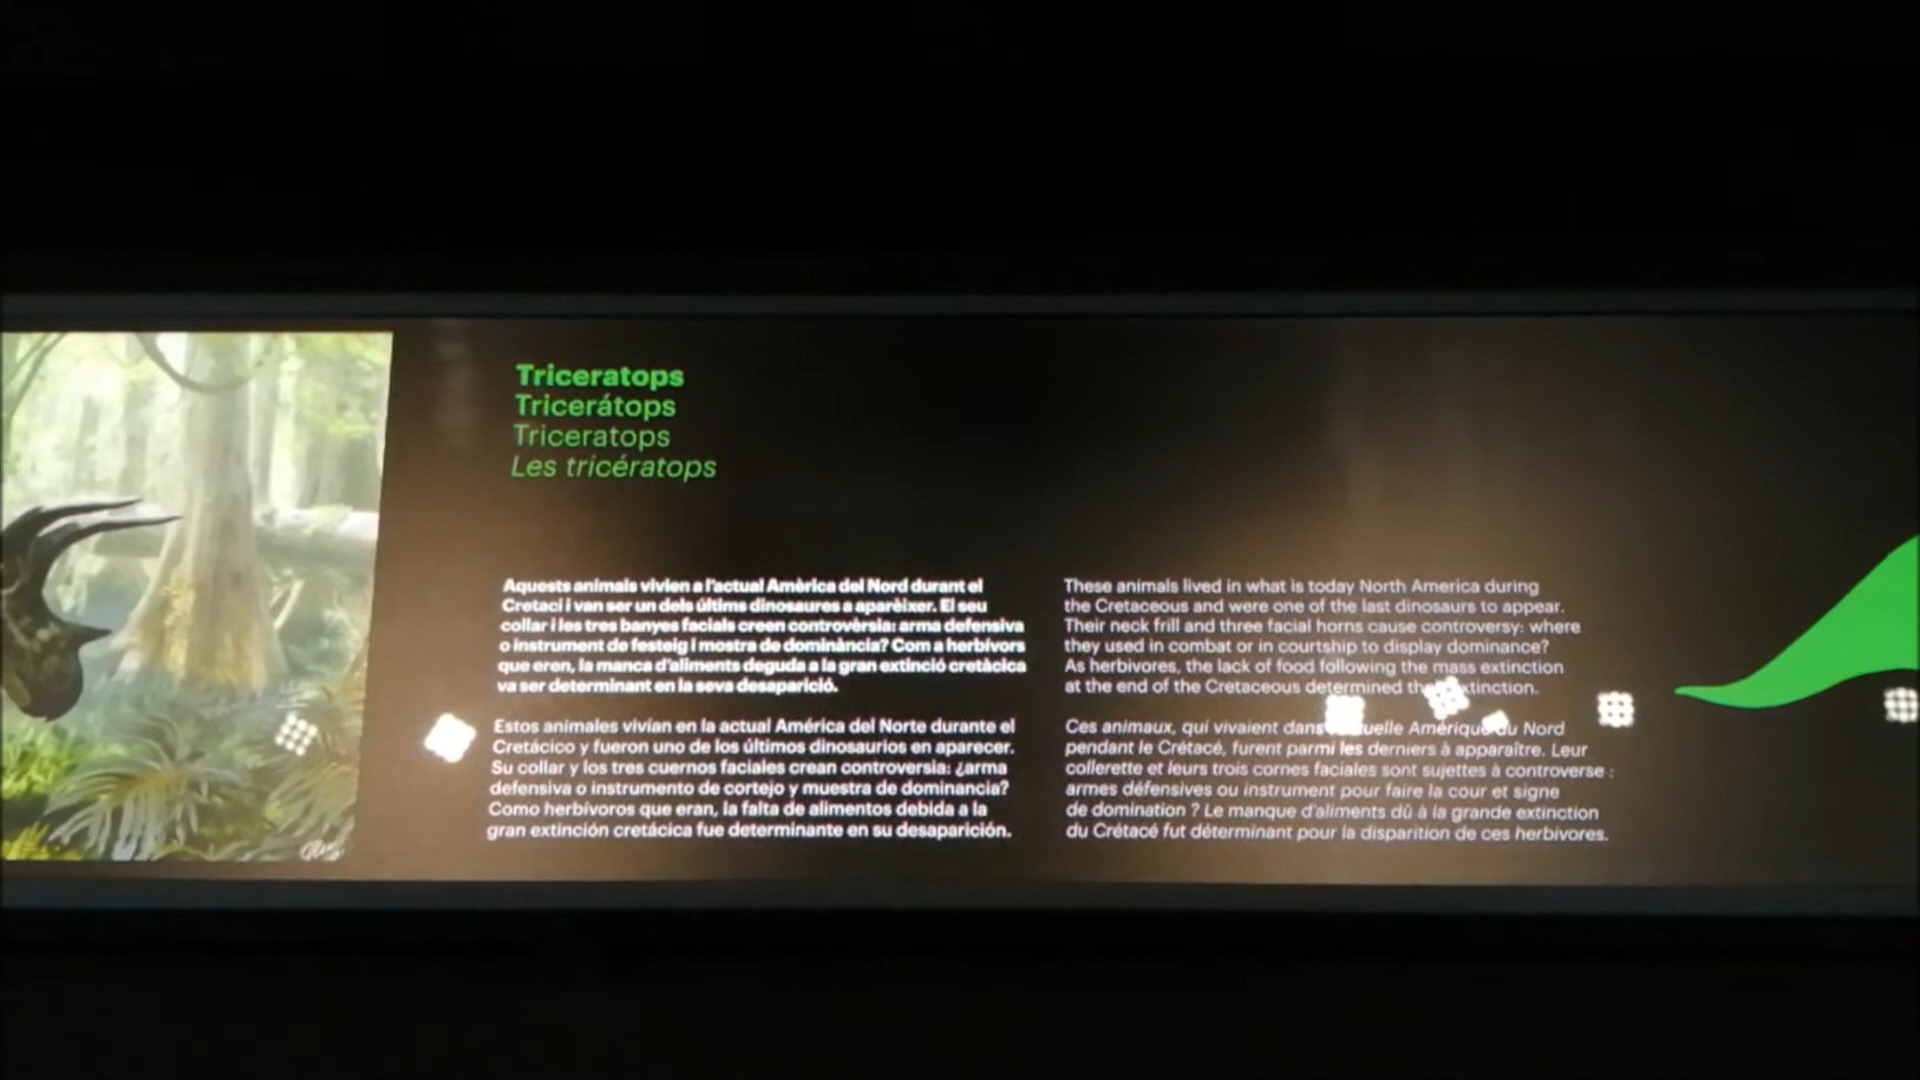 Triceratops
Tricerátops
Triceratops
Les tricératops
Aquests animals vivien a l'actual Amèrica del Nord durant el
Cretaci i van ser un dels últims dinosaures a aparèixer. El seu
collar i les tres banyes facials creen controvèrsia: arma defensiva
o instrument de festeig i mostra de dominància? Com a herbívors
que eren, la manca d'aliments deguda a la gran extinció cretàcica
va ser determinant en la seva desaparició.
Estos animales vivían en la actual América del Norte durante el
Cretácico y fueron uno de los últimos dinosaurios en aparecer.
Su collar y los tres cuernos faciales crean controversia: ¿arma
defensiva o instrumento de cortejo y muestra de dominancia?
Como herbívoros que eran, la falta de alimentos debida a la
gran extinción cretácica fue determinante en su desaparición.
These animals lived in what is today North America during
the Cretaceous and were one of the last dinosaurs to appear.
Their neck frill and three facial horns cause controversy: where
they used in combat or in courtship to display dominance?
As herbivores, the lack of food following the mass extinction
at the end of the Cretaceous determined
Ces animaux, qui vivaient dans Amérique du Nord
pendant le Crétacé, furent parmi les derniers à apparaître. Leur
collerette et leurs trois cornes faciales sont sujettes à controverse :
armes défensives ou instrument pour faire la cour et signe
de domination ? Le manque d'aliments dû à la grande extinction
du Crétacé fut déterminant pour la disparition de ces herbivores.